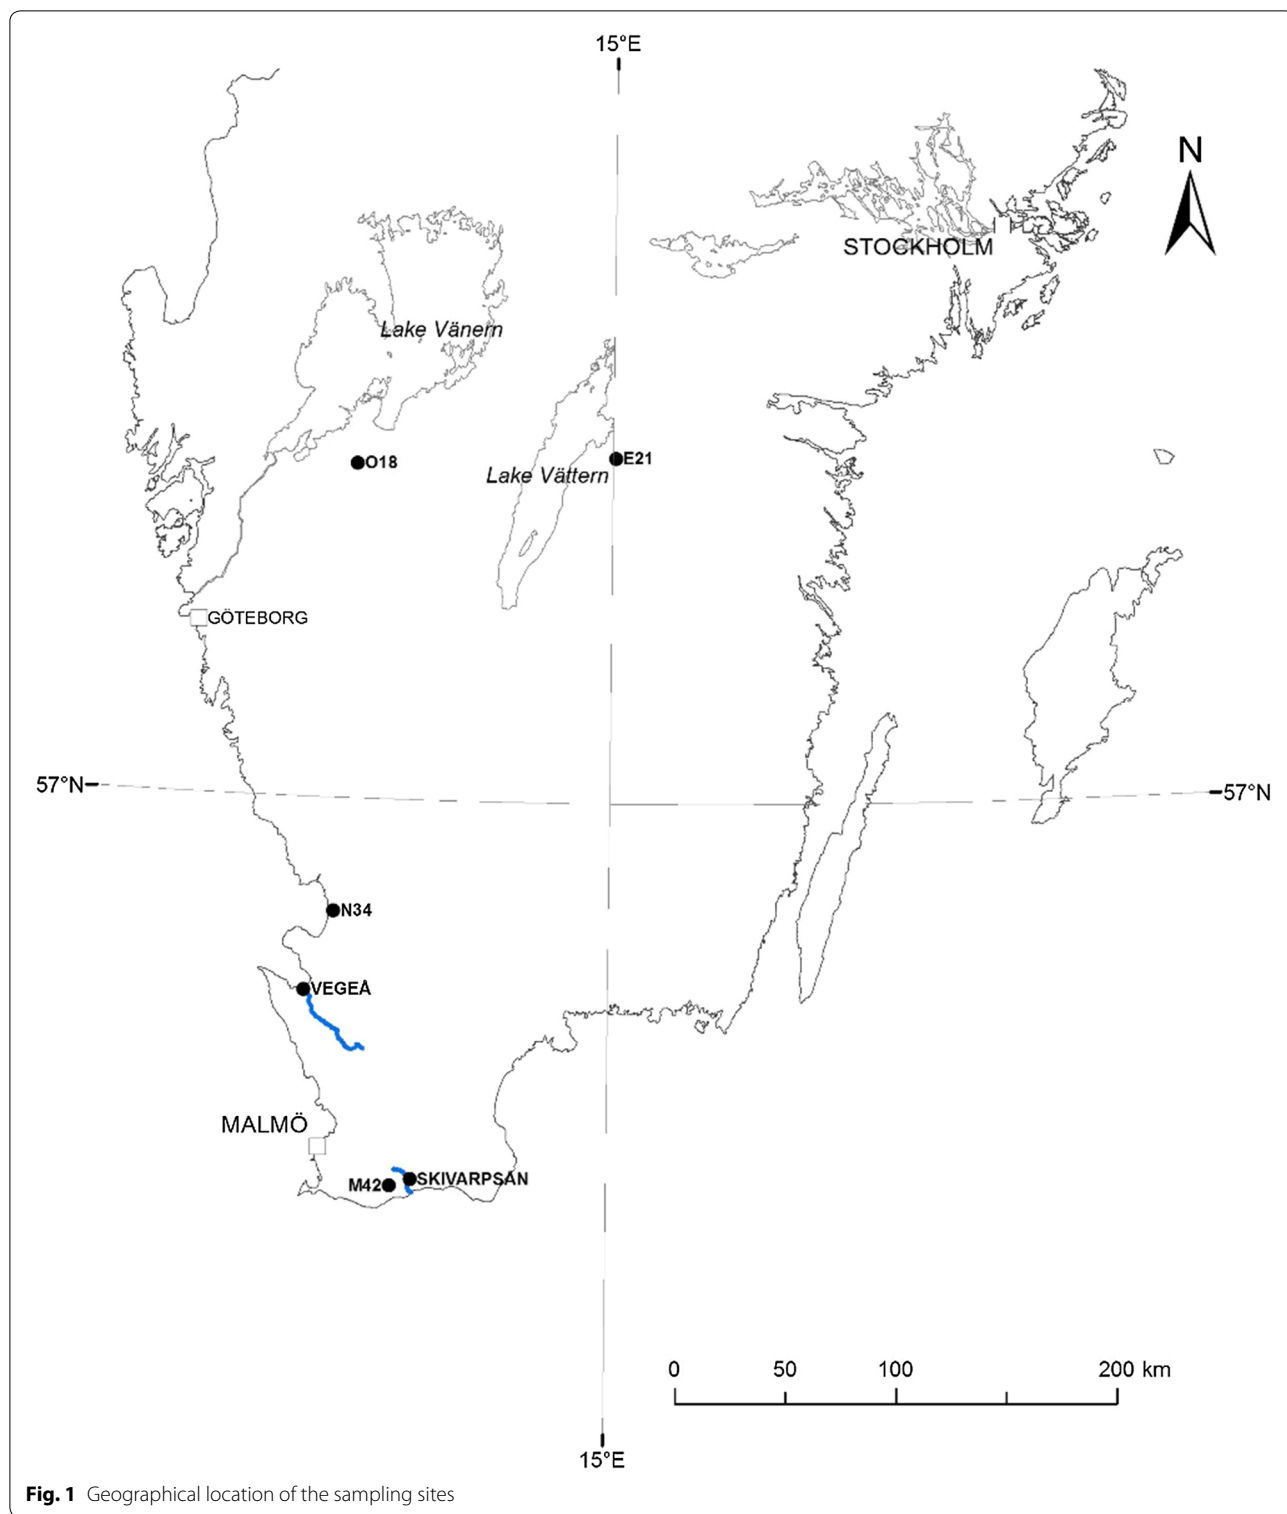 15°E
N
STOCKHOLM
Lake Vänern
O18
E21
Lake Vättern
GÖTEBORG
57°N
57°N
N34
VEGEÅ
MALMÖ
M42
SKIVARPSÅN
0 50 100 200 km
15°E
Fig. 1 Geographical location of the sampling sites